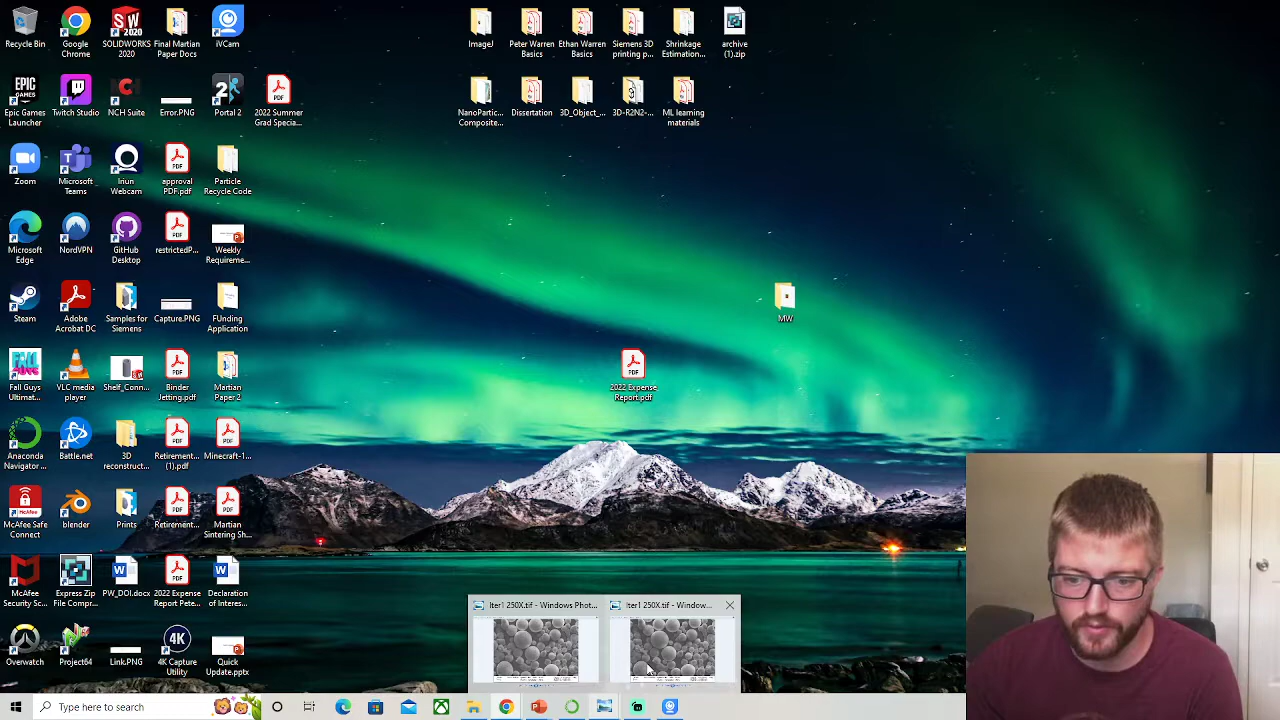 Recycle Bin
Google
Chrome
SOLIDWORKS
2020
Final Martian
Paper Docs
iVCam
ImageJ
Peter Warren
Basics
Ethan Warren
Basics
Siemens 3D
printing p...
Shrinkage
Estimation...
archive
(1).zip
Epic Games
Launcher
Twitch Studio
NCH Suite
Error.PNG
Portal 2
2022 Summer
Grad Specia...
NanoPartic...
Composite...
Dissertation
3D_Object_...
3D-R2N2-...
ML learning
materials
Zoom
Microsoft
Teams
Iriun
Webcam
approval
PDF.pdf
Particle
Recycle Code
Microsoft
Edge
NordVPN
GitHub
Desktop
restrictedP...
Weekly
Requireme...
Steam
Adobe
Acrobat DC
Samples for
Siemens
Capture.PNG
FUnding
Application
MW
Fall Guys
Ultimat...
VLC media
player
Shelf_Conn...
Binder
Jetting.pdf
Martian
Paper 2
2022 Expense
Report.pdf
Anaconda
Navigator ...
Battle.net
3D
reconstruct...
Retirement...
(1).pdf
Minecraft-1...
McAfee Safe
Connect
blender
Prints
Retirement...
Martian
Sintering Sh...
McAfee
Security Sc...
Express Zip
File Compr...
PW_DOI.docx
2022 Expense
Report Pete...
Declaration
of Interes...
Overwatch
Project64
Link.PNG
4K Capture
Utility
Quick
Update.pptx
Iter1 250X.tif - Windows Phot...
Iter1 250X.tif - Window...
Type here to search